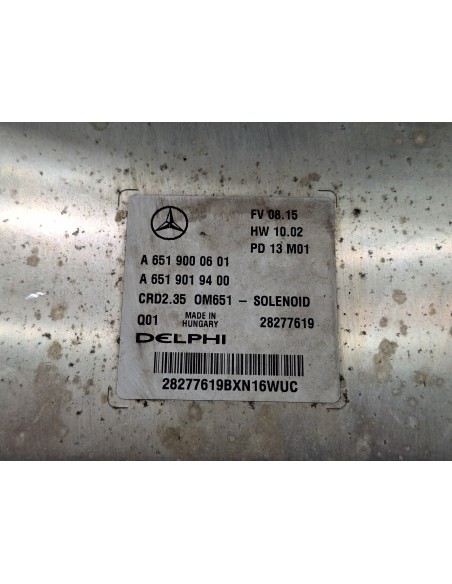 FV 08.15
HW 10.02
PD 13 M01
A 651 900 06 01
A 651 901 94 00
CRD2.35 OM651 - SOLENOID
Q01 MADE IN HUNGARY 28277619
DELPHI
28277619BXN16WUC